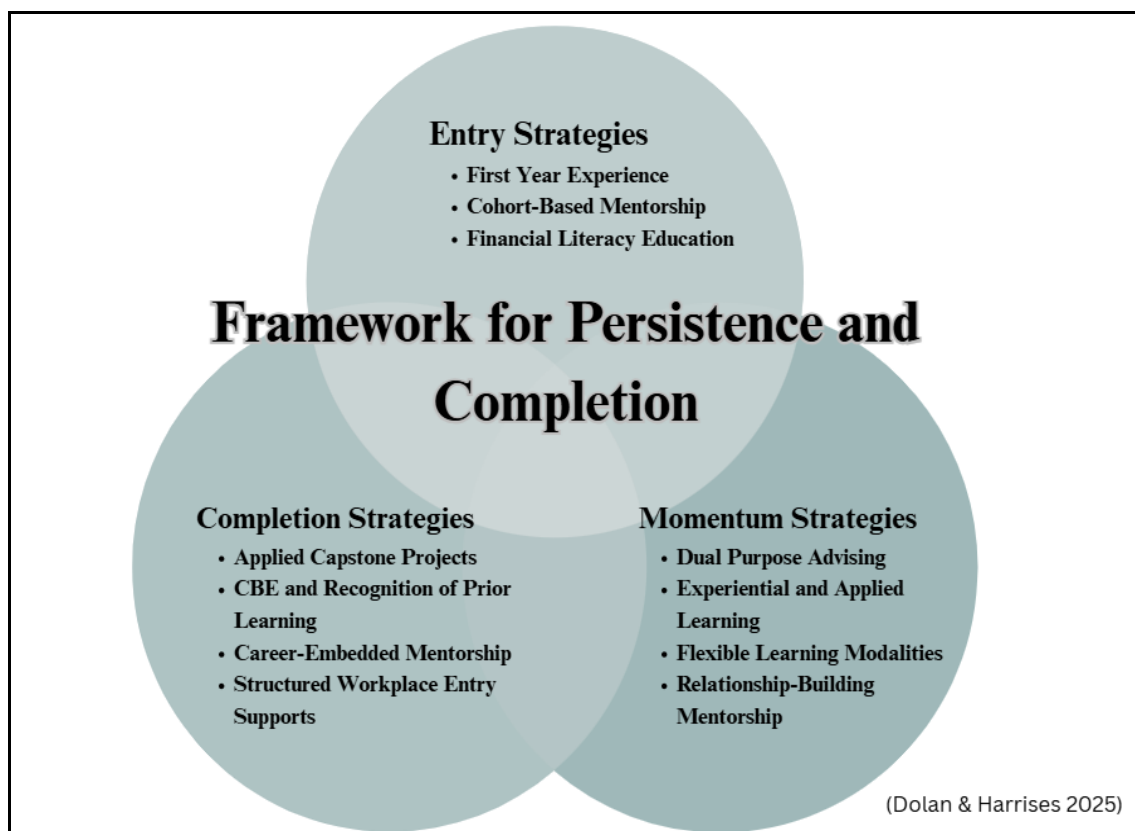 Entry Strategies
• First Year Experience
• Cohort-Based Mentorship
• Financial Literacy Education
Framework for Persistence and
Completion
Completion Strategies
• Applied Capstone Projects
• CBE and Recognition of Prior
Learning
• Career-Embedded Mentorship
• Structured Workplace Entry
Supports
Momentum Strategies
• Dual Purpose Advising
• Experiential and Applied
Learning
• Flexible Learning Modalities
• Relationship-Building
Mentorship
(Dolan & Harrises 2025)